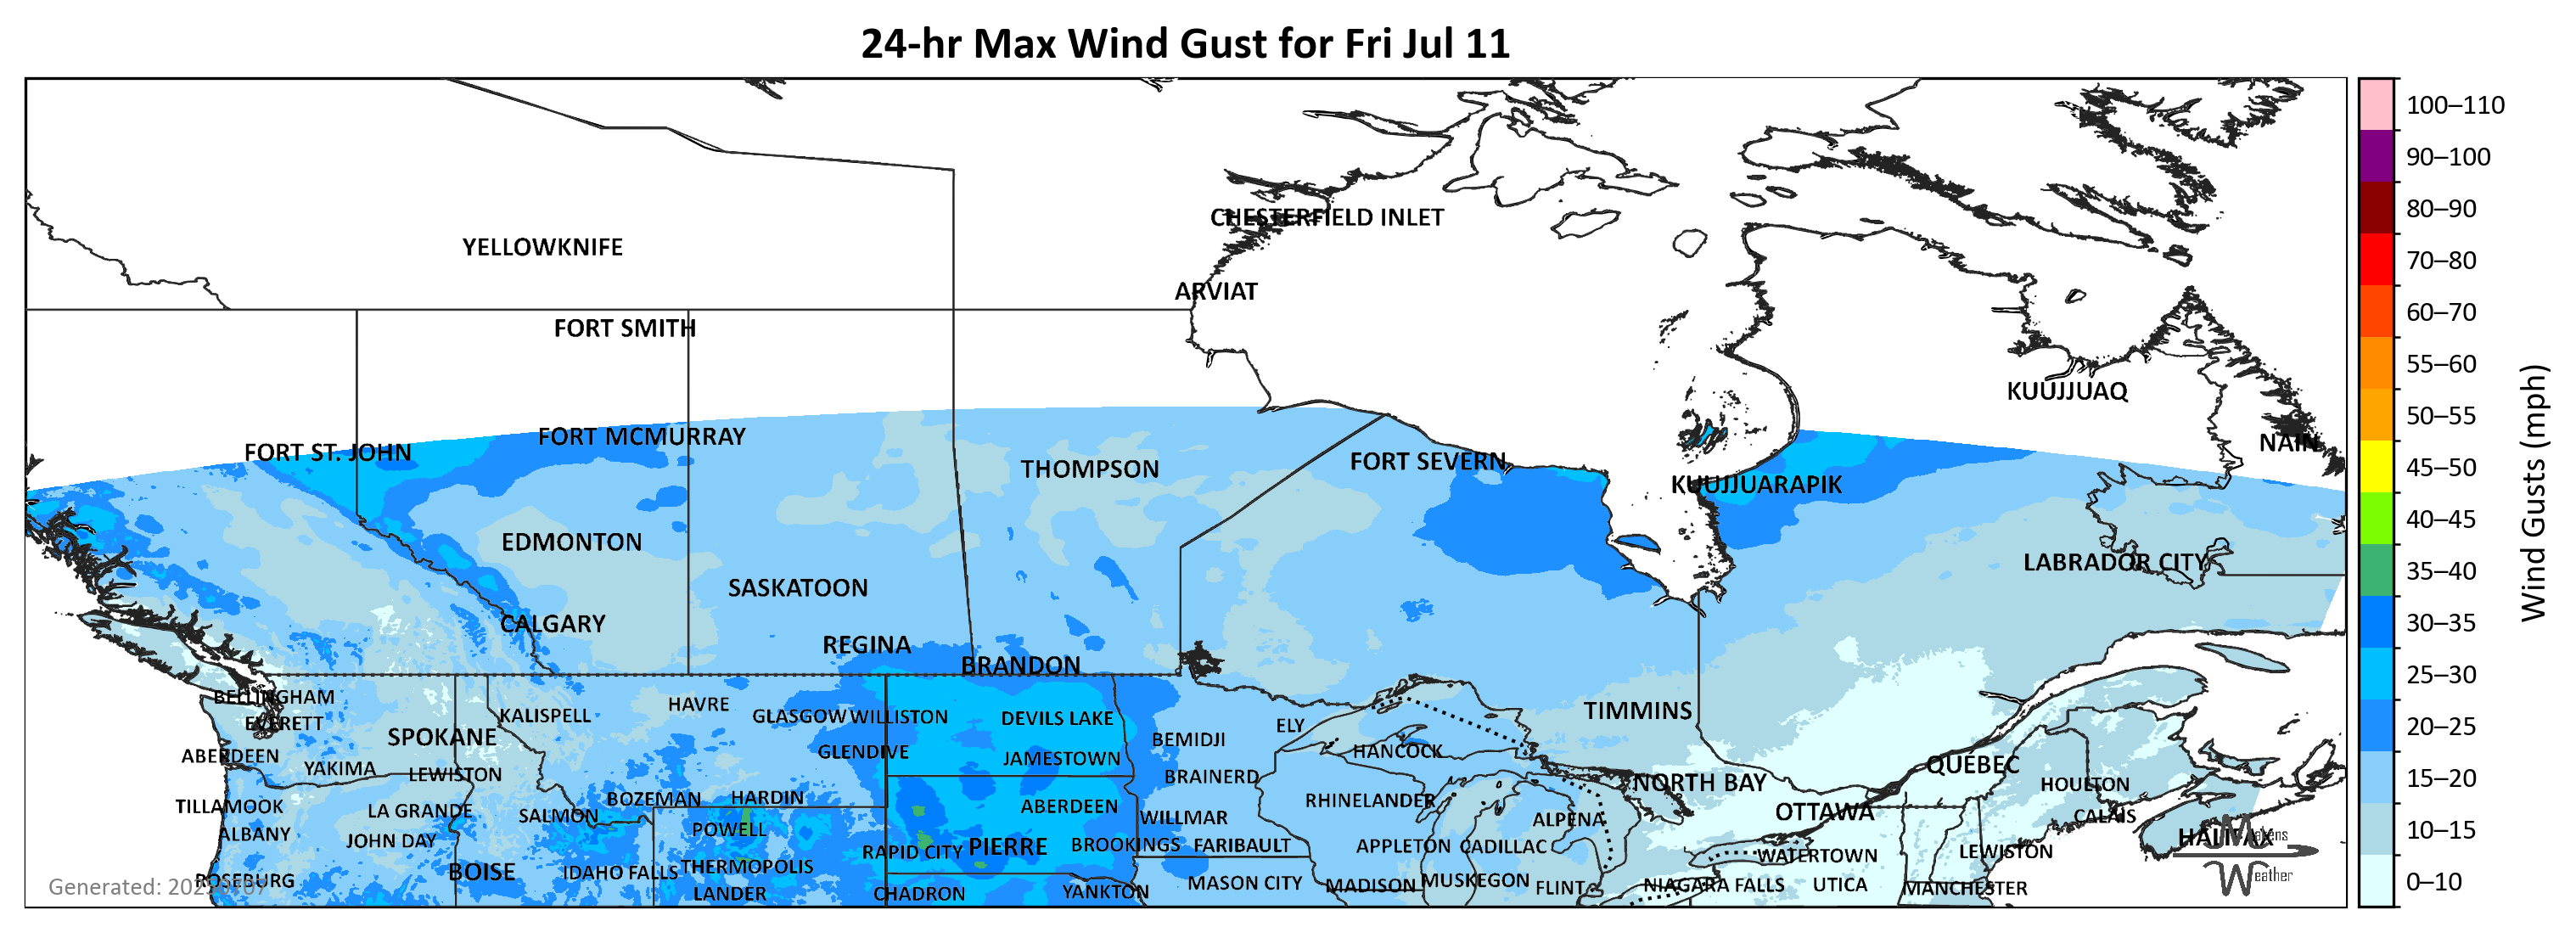 24-hr Max Wind Gust for Fri Jul 11
100–110
90–100
80–90
CHESTERFIELD INLET
YELLOWKNIFE
70–80
ARVIAT
60–70
FORT SMITH
55–60
KUUJJUAQ
50–55
FORT MCMURRAY
NAIN
FORT ST. JOHN
FORT SEVERN
THOMPSON
45–50
KUUJJUARAPIK
40–45
EDMONTON
LABRADOR CITY
35–40
SASKATOON
CALGARY
30–35
REGINA
BRANDON
25–30
Wind Gusts (mph)
BELLINGHAM
HAVRE
KALISPELL
GLASGOW
WILLISTON
DEVILS LAKE
TIMMINS
EVERETT
ELY
20–25
SPOKANE
BEMIDJI
HANCOCK
GLENDIVE
ABERDEEN
JAMESTOWN
QUÉBEC
YAKIMA
LEWISTON
BRAINERD
15–20
NORTH BAY
HOULTON
BOZEMAN
HARDIN
RHINELANDER
TILLAMOOK
LA GRANDE
SALMON
ABERDEEN
WILLMAR
ALPENA
OTTAWA
CALAIS
10–15
POWELL
ALBANY
JOHN DAY
HALIFAX
RAPID CITY
PIERRE
BROOKINGS
FARIBAULT
APPLETON
CADILLAC
WATERTOWN
LEWISTON
BOISE
IDAHO FALLS
THERMOPOLIS
Weather
ROSEBURG
MASON CITY
MADISON
MUSKEGON
FLINT
NIAGARA FALLS
UTICA
MANCHESTER
0–10
LANDER
CHADRON
YANKTON
Generated: